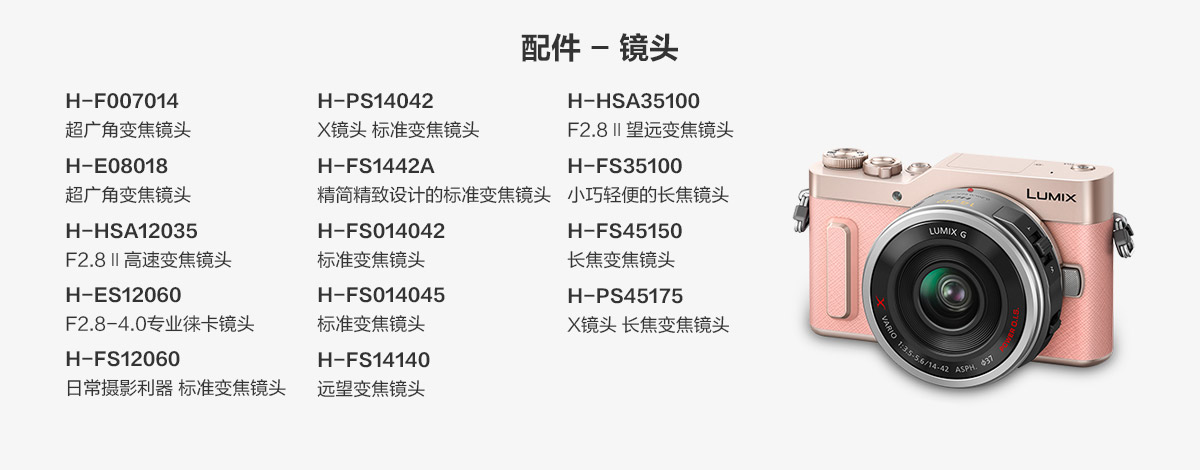 配件 – 镜头
H-F007014
超广角变焦镜头
H-E08018
超广角变焦镜头
H-HSA12035
F2.8 II 高速变焦镜头
H-ES12060
F2.8-4.0专业徕卡镜头
H-FS12060
日常摄影利器 标准变焦镜头
H-PS14042
X镜头 标准变焦镜头
H-FS1442A
精简精致设计的标准变焦镜头
H-FS014042
标准变焦镜头
H-FS014045
标准变焦镜头
H-FS14140
远望变焦镜头
H-HSA35100
F2.8 II 望远变焦镜头
H-FS35100
小巧轻便的长焦镜头
H-FS45150
长焦变焦镜头
H-PS45175
X镜头 长焦变焦镜头
LUMIX
LUMIX G
X VARIO 1:3.5-5.6/14-42 ASPH. Φ37
POWER O.I.S.